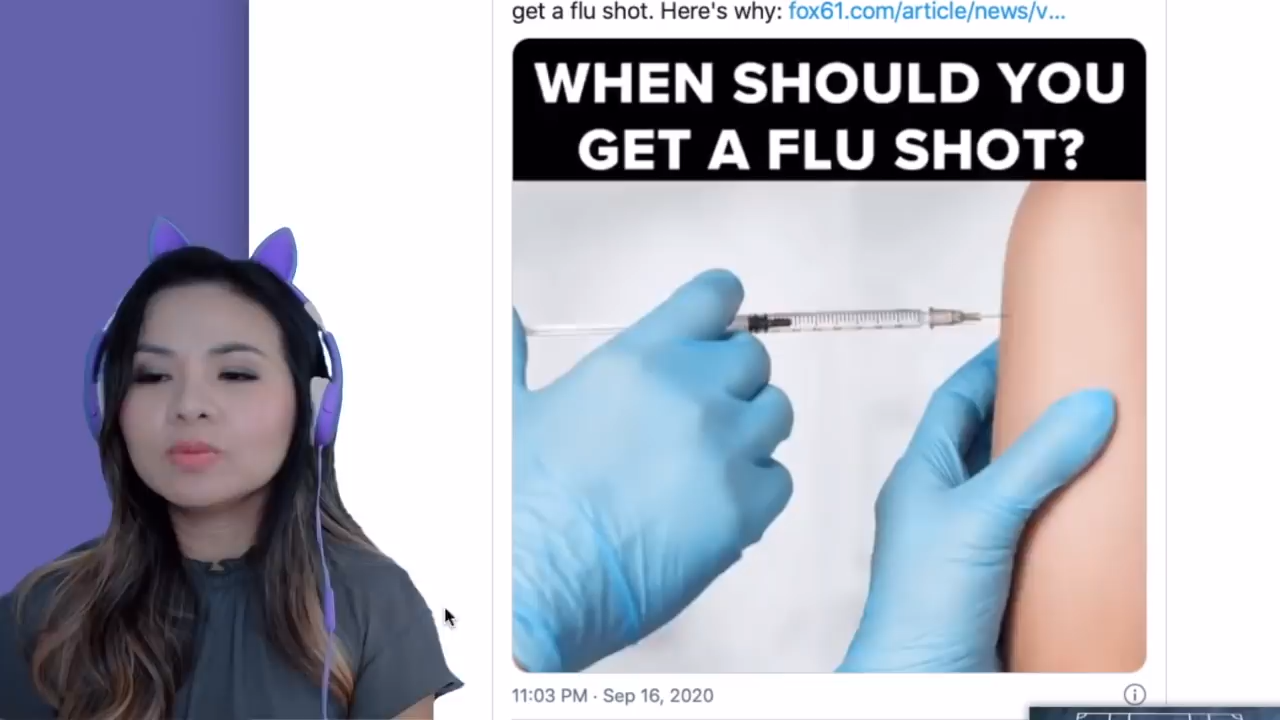 get a flu shot. Here's why: fox61.com/article/news/v...
WHEN SHOULD YOU
GET A FLU SHOT?
11:03 PM · Sep 16, 2020